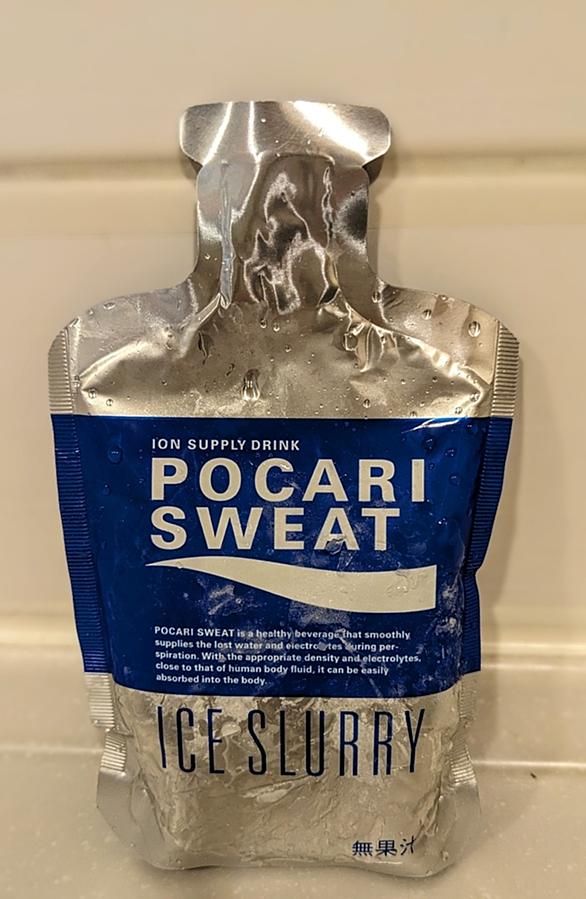 ION SUPPLY DRINK
POCARI
SWEAT
POCARI SWEAT is a healthy beverage that smoothly
supplies the lost water and electrolytes during per-
spiration. With the appropriate density and electrolytes,
close to that of human body fluid, it can be easily
absorbed into the body.
ICE SLURRY
無果汁